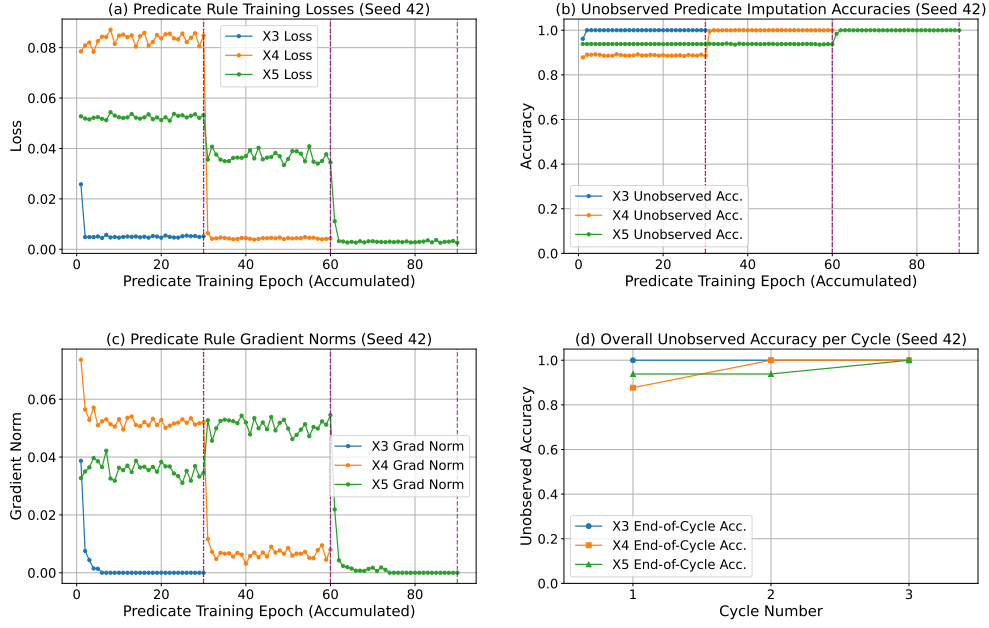 (a) Predicate Rule Training Losses (Seed 42)
Loss
0.08
0.06
0.04
0.02
0.00
X3 Loss
X4 Loss
X5 Loss
0
20
40
60
80
Predicate Training Epoch (Accumulated)
(b) Unobserved Predicate Imputation Accuracies (Seed 42)
Accuracy
1.0
0.8
0.6
0.4
0.2
0.0
X3 Unobserved Acc.
X4 Unobserved Acc.
X5 Unobserved Acc.
0
20
40
60
80
Predicate Training Epoch (Accumulated)
(c) Predicate Rule Gradient Norms (Seed 42)
Gradient Norm
0.06
0.04
0.02
0.00
X3 Grad Norm
X4 Grad Norm
X5 Grad Norm
0
20
40
60
80
Predicate Training Epoch (Accumulated)
(d) Overall Unobserved Accuracy per Cycle (Seed 42)
Unobserved Accuracy
1.0
0.8
0.6
0.4
0.2
0.0
X3 End-of-Cycle Acc.
X4 End-of-Cycle Acc.
X5 End-of-Cycle Acc.
1
2
3
Cycle Number